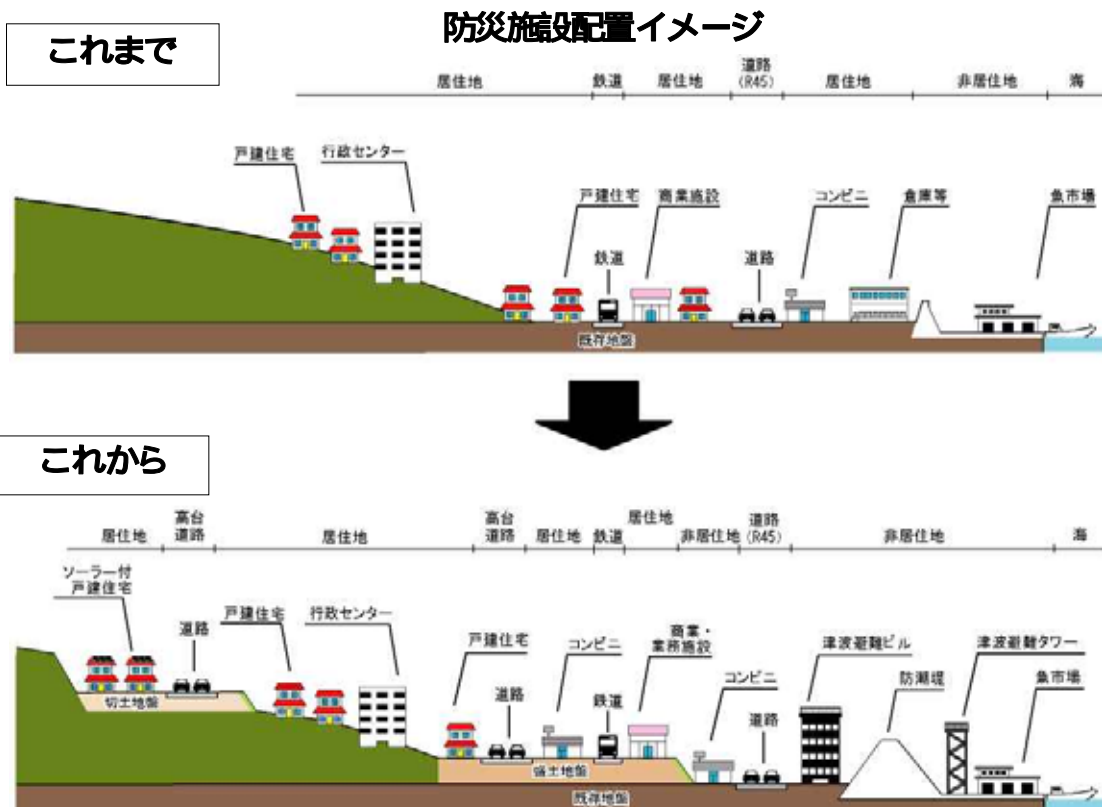 防災施設配置イメージ
これまで
居住地
鉄道
居住地
道路
(R45)
居住地
非居住地
海
戸建住宅
行政センター
戸建住宅
商業施設
コンビニ
倉庫等
魚市場
鉄道
道路
既存地盤
これから
居住地
高台
道路
居住地
高台
道路
居住地
鉄道
居住地
非居住地
道路
(R45)
非居住地
海
ソーラー付
戸建住宅
道路
戸建住宅
行政センター
戸建住宅
道路
コンビニ
鉄道
商業・
業務施設
コンビニ
道路
津波避難ビル
防潮堤
津波避難タワー
魚市場
切土地盤
盛土地盤
既存地盤